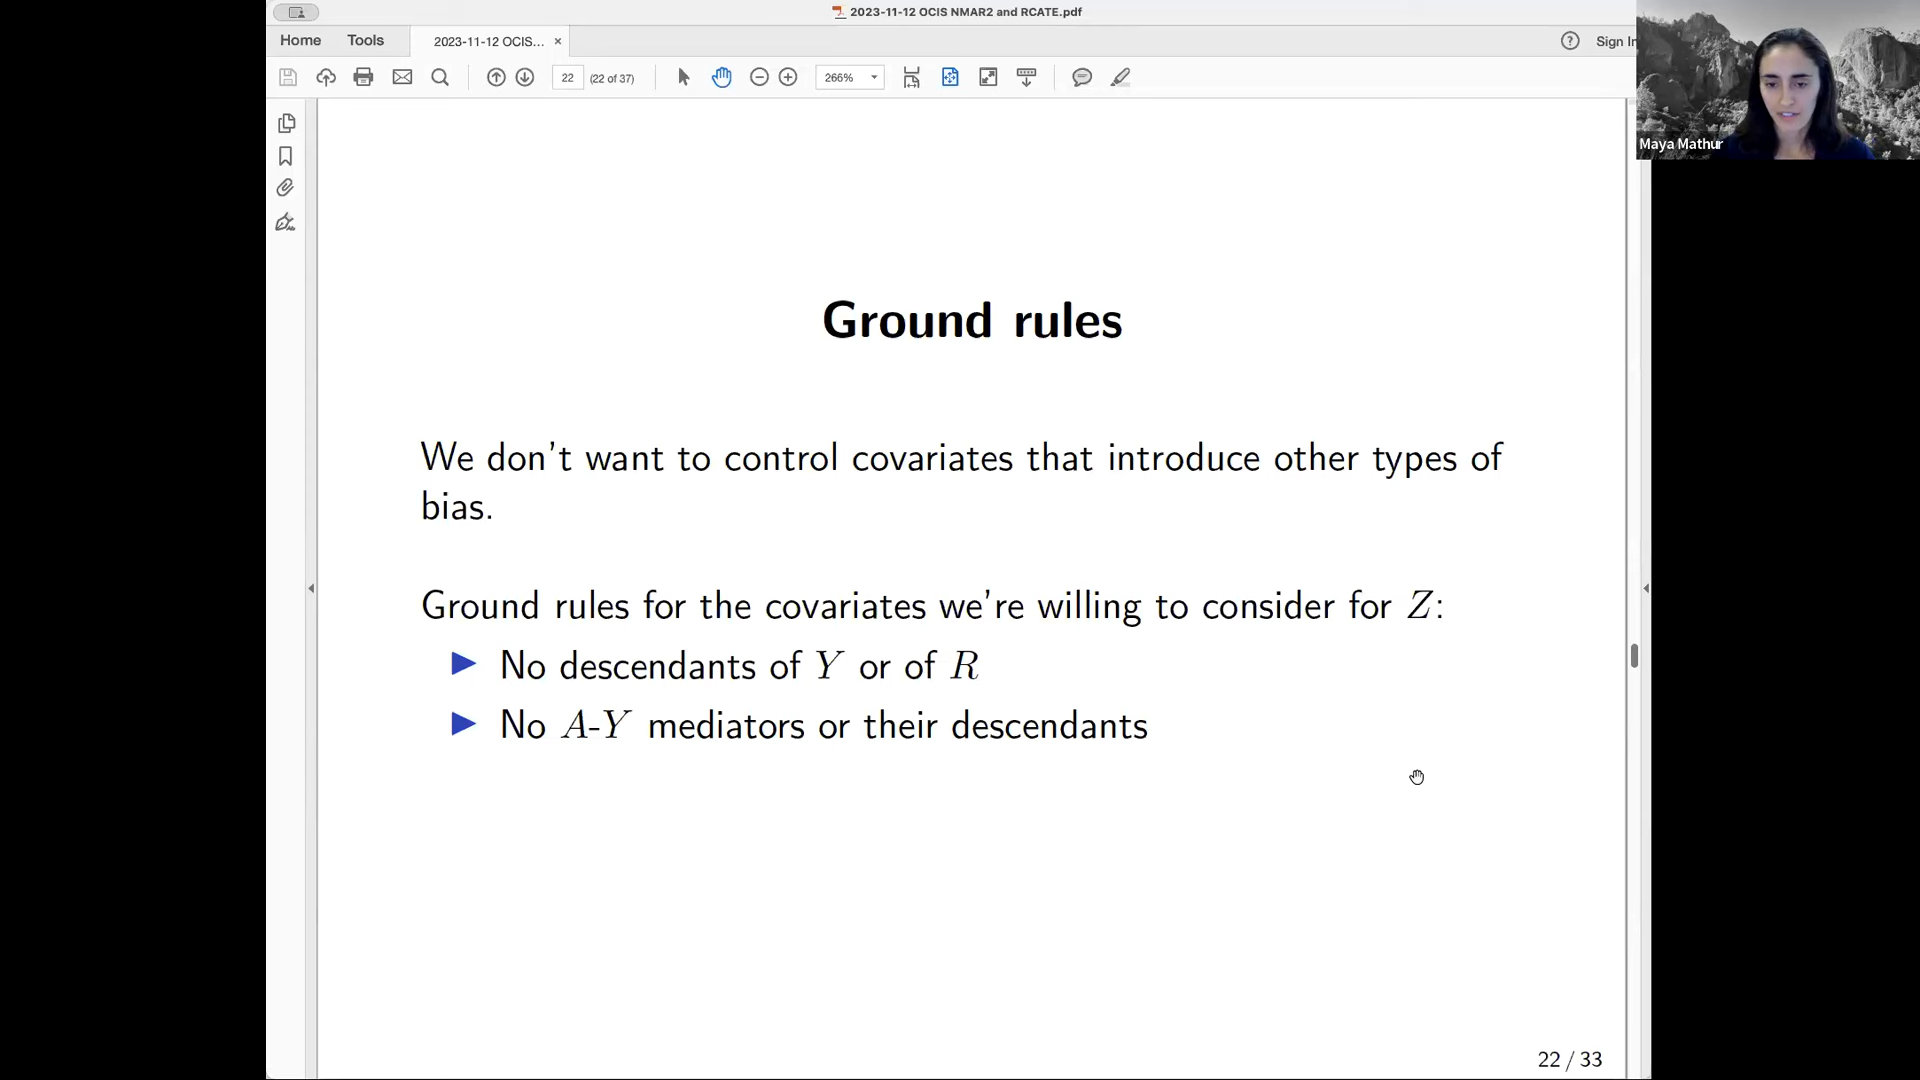 2023-11-12 OCIS NMAR2 and RCATE.pdf
Home Tools 2023-11-12 OCIS... × Sign In
22 (22 of 37) 266%
Maya Mathur
Ground rules
We don't want to control covariates that introduce other types of
bias.
Ground rules for the covariates we're willing to consider for Z:
▶ No descendants of Y or of R
▶ No A-Y mediators or their descendants
22 / 33